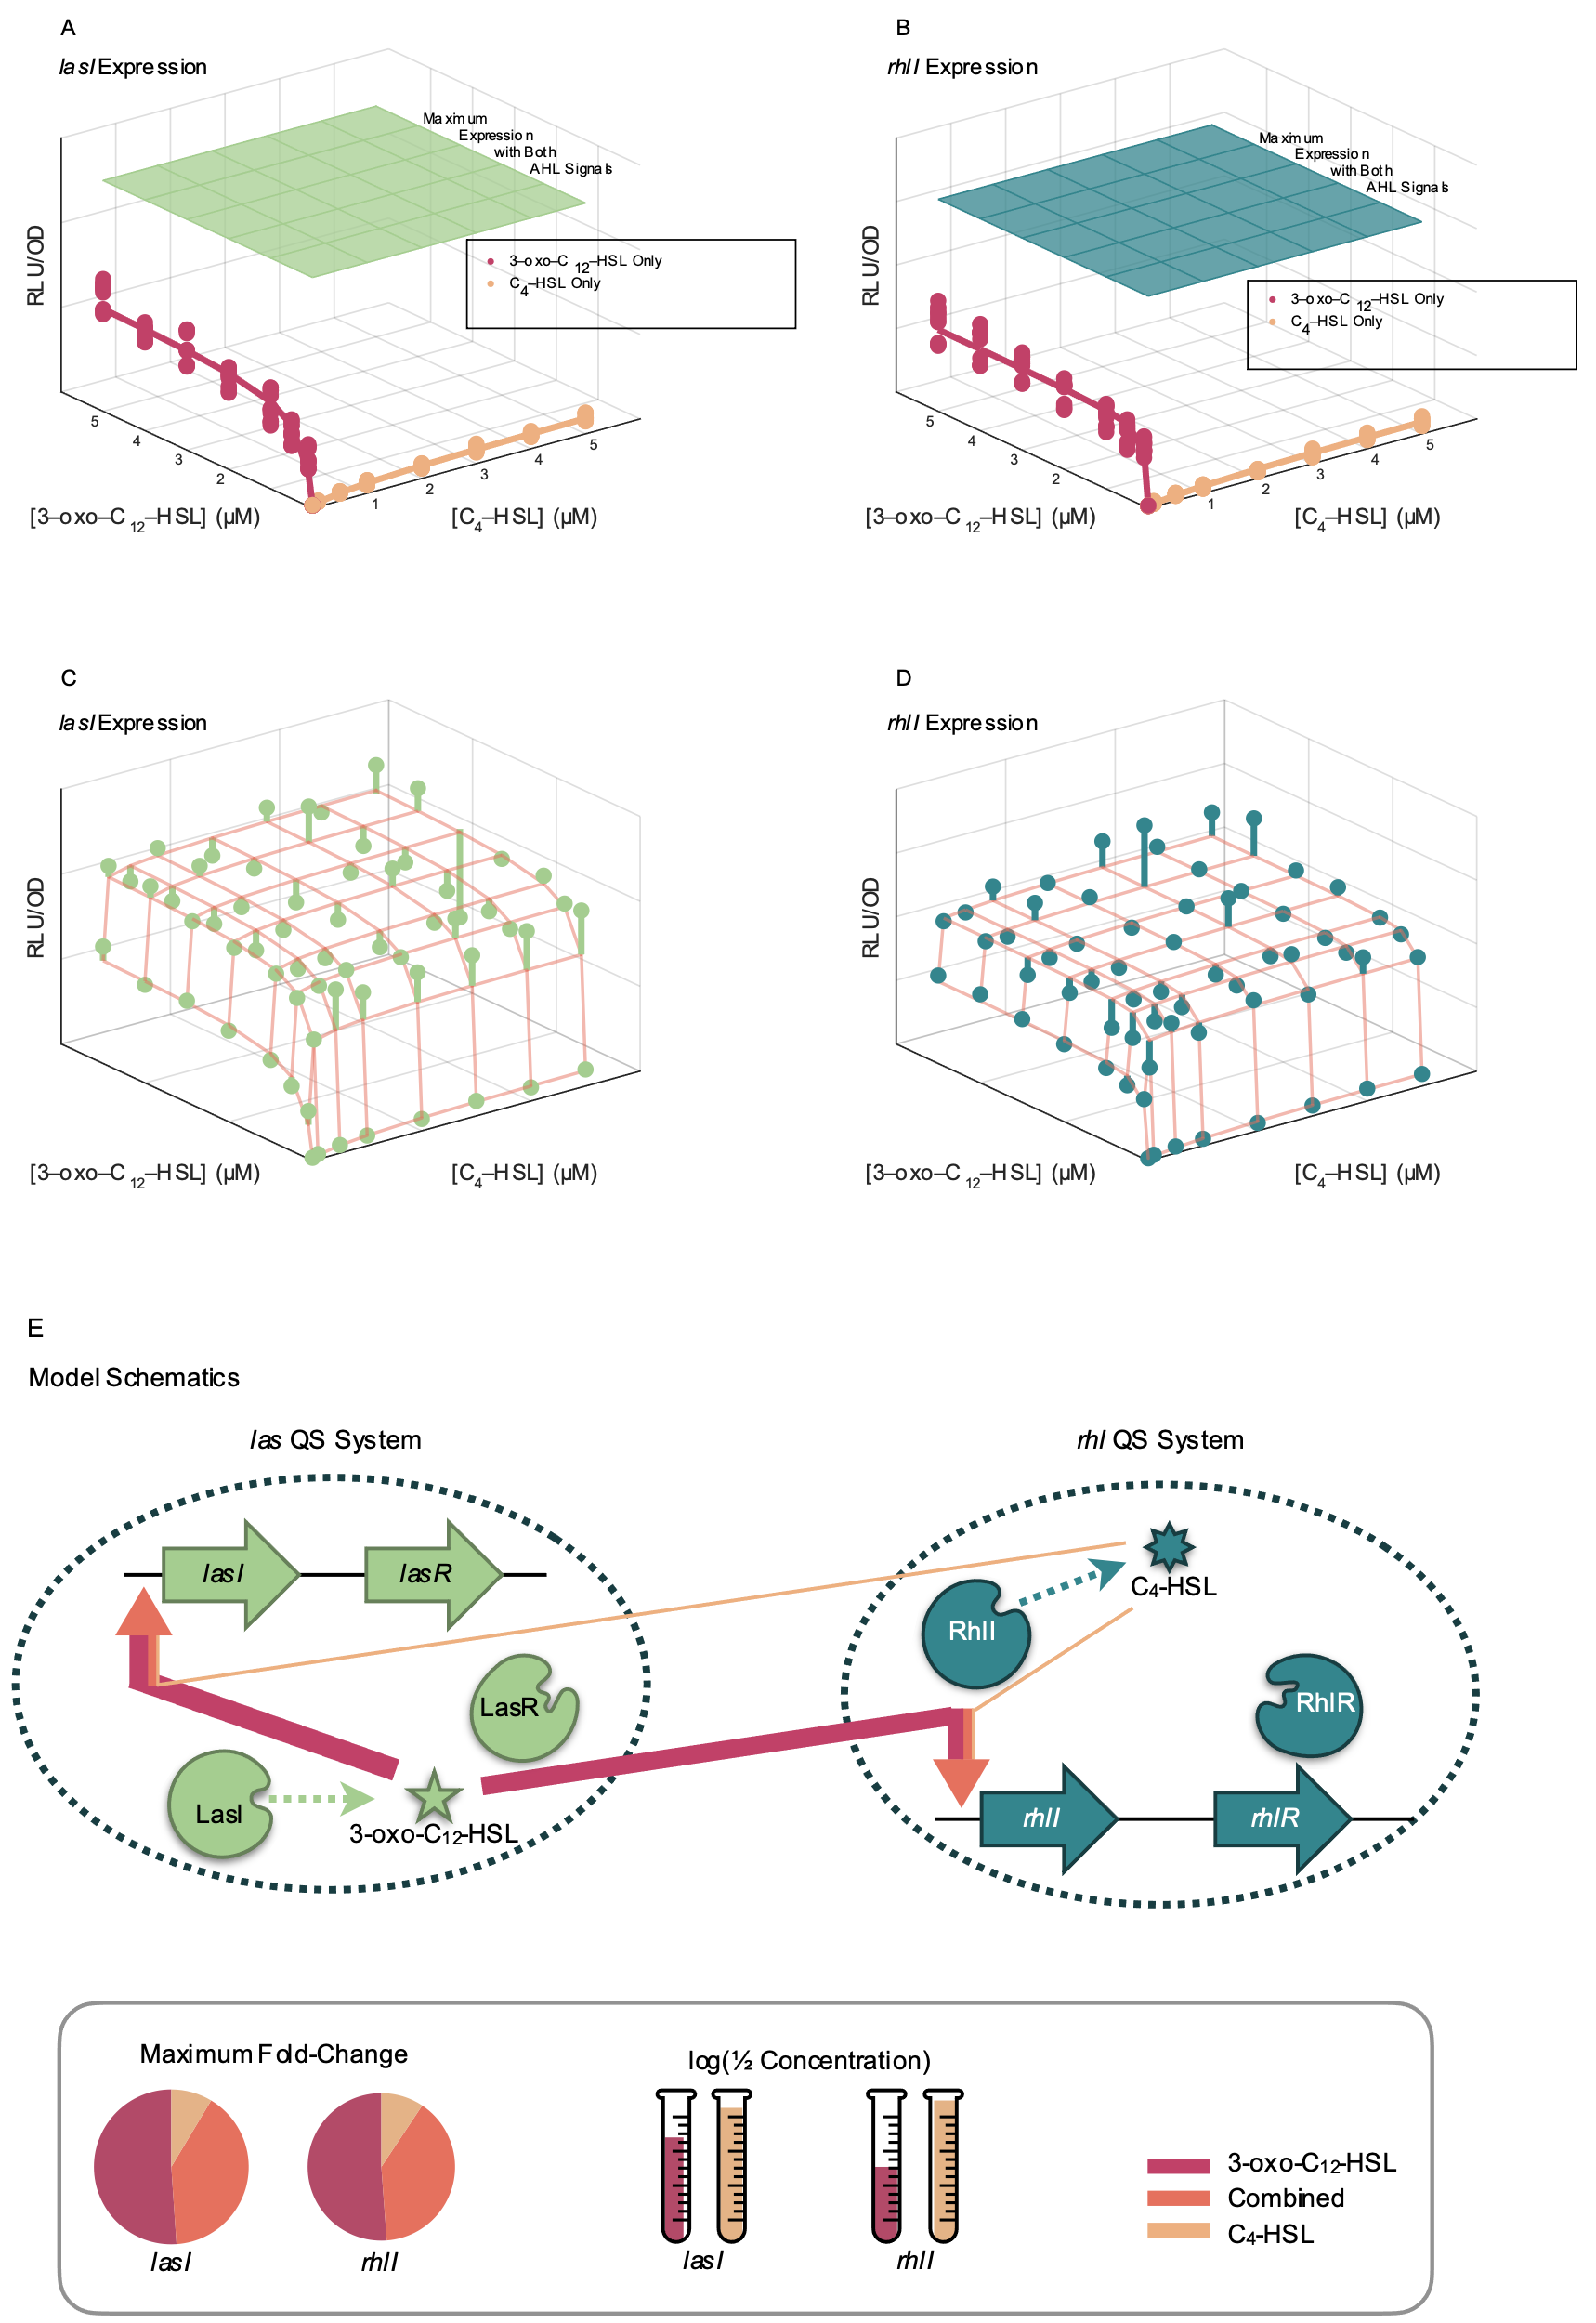 A
lasI Expression
Maximum
Expression
with Both
AHL Signals
RLU/OD
3–oxo–C12–HSL Only
C4–HSL Only
5
4
3
2
1
2
3
4
5
[3–oxo–C12–HSL] (µM)
[C4–HSL] (µM)
B
rhlI Expression
Maximum
Expression
with Both
AHL Signals
RLU/OD
3–oxo–C12–HSL Only
C4–HSL Only
5
4
3
2
1
2
3
4
5
[3–oxo–C12–HSL] (µM)
[C4–HSL] (µM)
C
lasI Expression
RLU/OD
[3–oxo–C12–HSL] (µM)
[C4–HSL] (µM)
D
rhlI Expression
RLU/OD
[3–oxo–C12–HSL] (µM)
[C4–HSL] (µM)
E
Model Schematics
las QS System
lasI
lasR
LasR
LasI
3-oxo-C12-HSL
rhl QS System
C4-HSL
RhlI
RhlR
rhlI
rhlR
Maximum Fold-Change
lasI
rhlI
log(½ Concentration)
lasI
rhlI
3-oxo-C12-HSL
Combined
C4-HSL